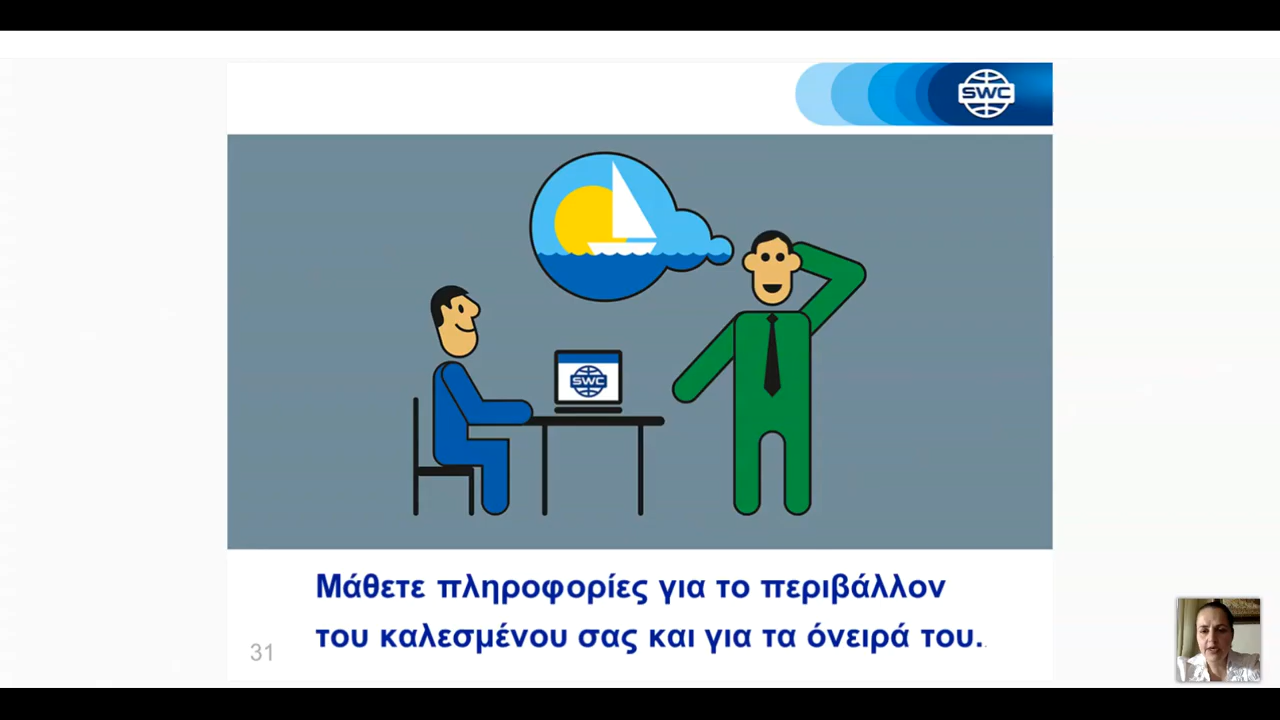 SWC
SWC
Μάθετε πληροφορίες για το περιβάλλον
του καλεσμένου σας και για τα όνειρά του.
31